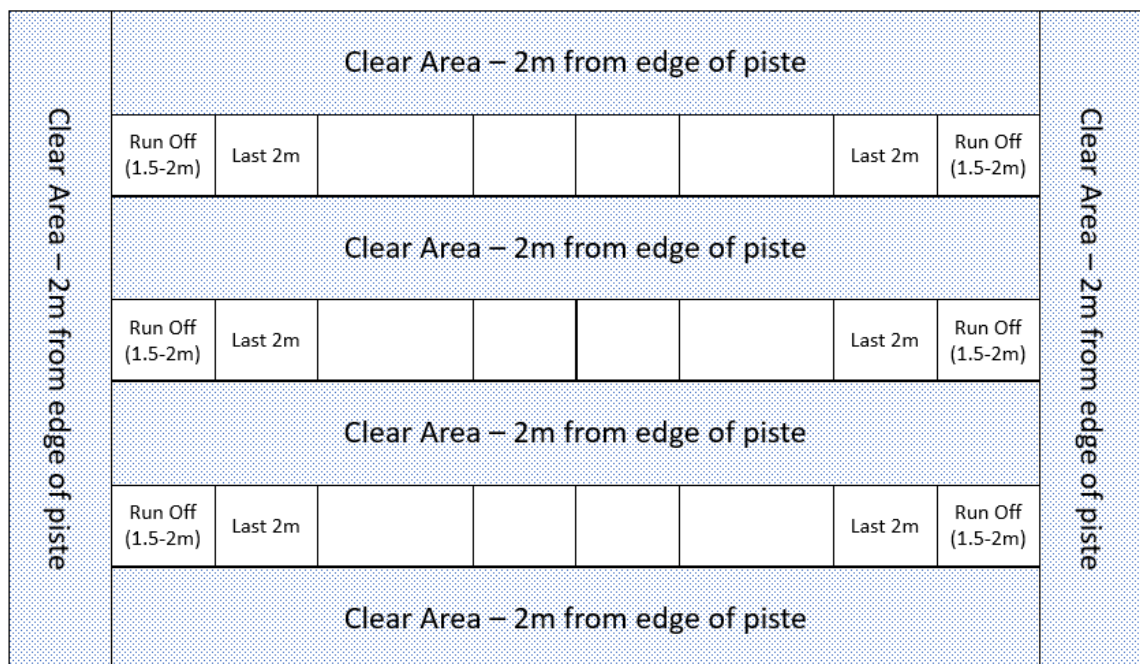 Clear Area – 2m from edge of piste
Clear Area – 2m from edge of piste
Clear Area – 2m from edge of piste
Run Off
(1.5-2m)
Last 2m
Last 2m
Run Off
(1.5-2m)
Clear Area – 2m from edge of piste
Run Off
(1.5-2m)
Last 2m
Last 2m
Run Off
(1.5-2m)
Clear Area – 2m from edge of piste
Run Off
(1.5-2m)
Last 2m
Last 2m
Run Off
(1.5-2m)
Clear Area – 2m from edge of piste